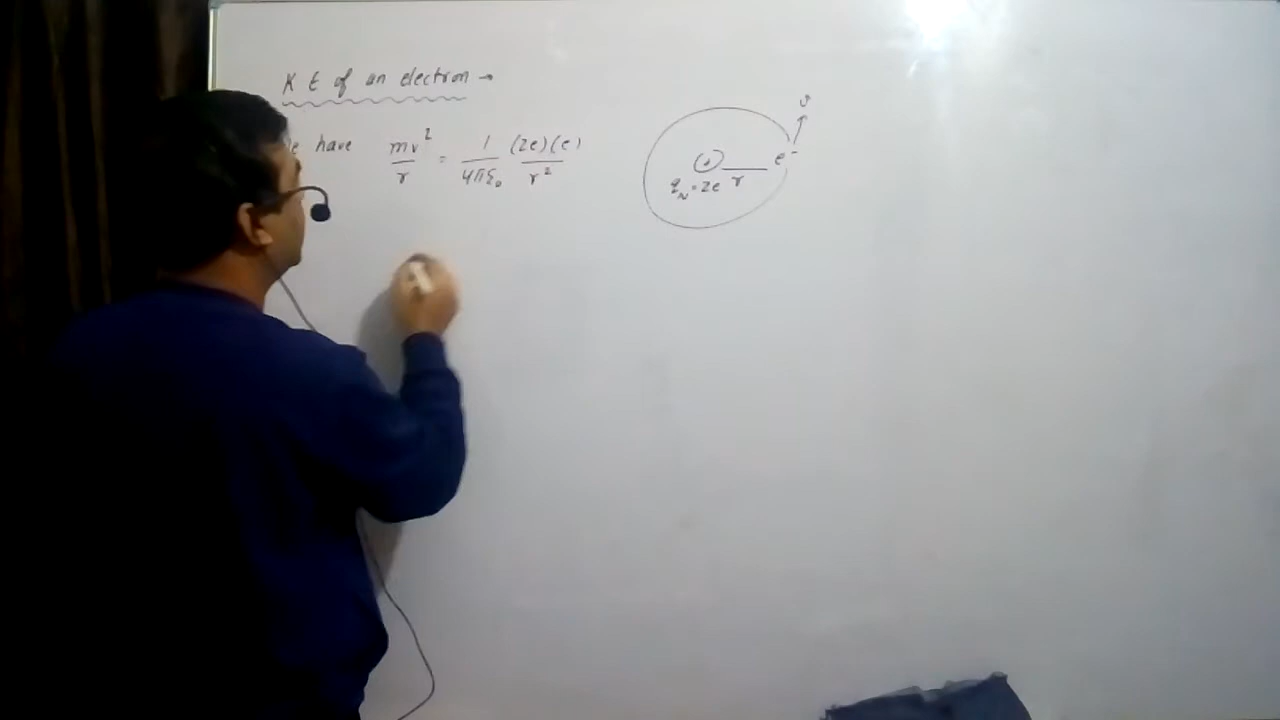 K E of an electron →
e have mv²/r = 1/4πε₀ (Ze)(e)/r²
v
e⁻
+
r
q_N = Ze